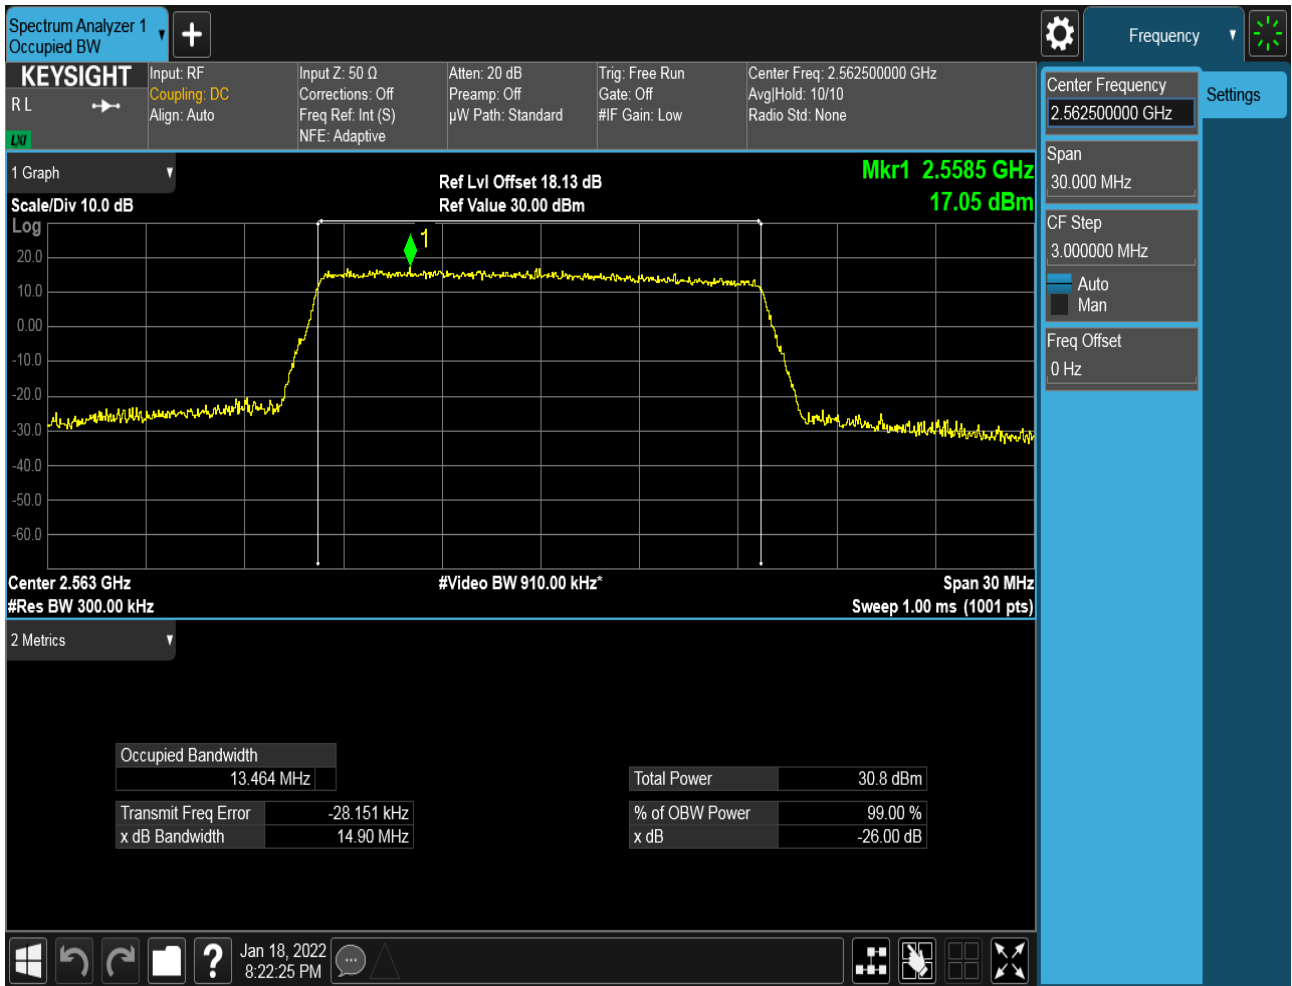 Spectrum Analyzer 1
Occupied BW
Frequency
KEYSIGHT
R L
LXI
Input: RF
Coupling: DC
Align: Auto
Input Z: 50 Ω
Corrections: Off
Freq Ref: Int (S)
NFE: Adaptive
Atten: 20 dB
Preamp: Off
µW Path: Standard
Trig: Free Run
Gate: Off
#IF Gain: Low
Center Freq: 2.562500000 GHz
Avg|Hold: 10/10
Radio Std: None
Center Frequency
2.562500000 GHz
Settings
Span
30.000 MHz
CF Step
3.000000 MHz
Auto
Man
Freq Offset
0 Hz
1 Graph
Scale/Div 10.0 dB
Ref Lvl Offset 18.13 dB
Ref Value 30.00 dBm
Mkr1 2.5585 GHz
17.05 dBm
Log
1
20.0
10.0
0.00
-10.0
-20.0
-30.0
-40.0
-50.0
-60.0
Center 2.563 GHz
#Video BW 910.00 kHz*
Span 30 MHz
#Res BW 300.00 kHz
Sweep 1.00 ms (1001 pts)
2 Metrics
Occupied Bandwidth
13.464 MHz
Total Power 30.8 dBm
Transmit Freq Error -28.151 kHz
% of OBW Power 99.00 %
x dB Bandwidth 14.90 MHz
x dB -26.00 dB
?
Jan 18, 2022
8:22:25 PM